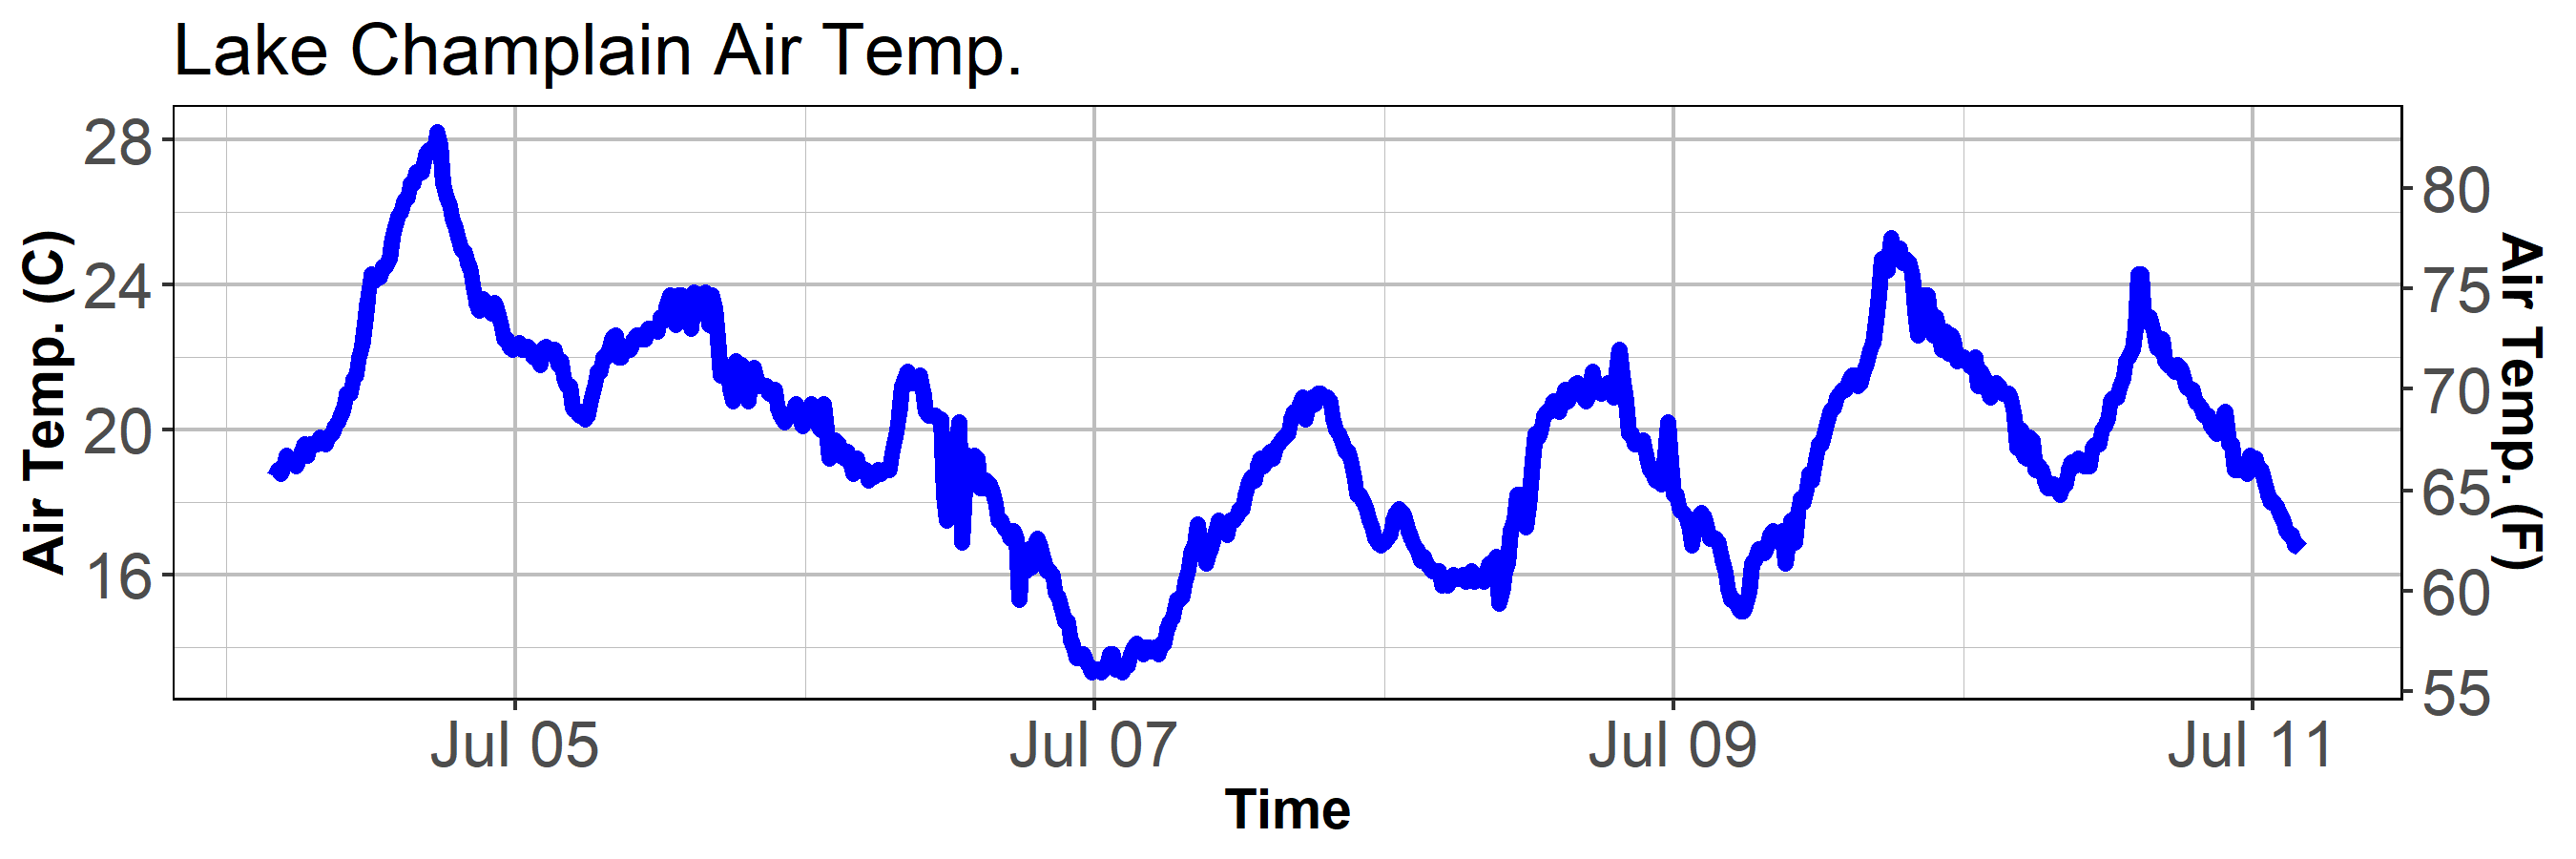 Lake Champlain Air Temp.
Air Temp. (C)
28
24
20
16
80
75
70
65
60
55
Air Temp. (F)
Jul 05 Jul 07 Jul 09 Jul 11
Time